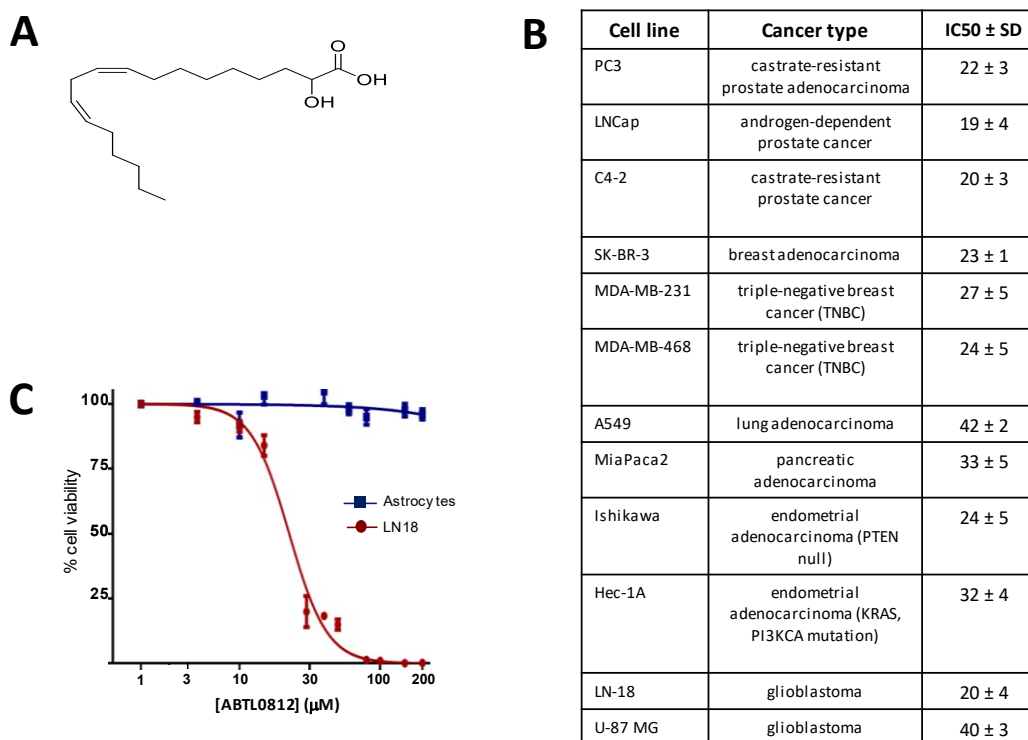 A
O
OH
OH
B
Cell line Cancer type IC50 ± SD
PC3 castrate-resistant 22 ± 3
prostate adenocarcinoma
LNCap androgen-dependent 19 ± 4
prostate cancer
C4-2 castrate-resistant 20 ± 3
prostate cancer
SK-BR-3 breast adenocarcinoma 23 ± 1
MDA-MB-231 triple-negative breast 27 ± 5
cancer (TNBC)
MDA-MB-468 triple-negative breast 24 ± 5
cancer (TNBC)
A549 lung adenocarcinoma 42 ± 2
MiaPaca2 pancreatic 33 ± 5
adenocarcinoma
Ishikawa endometrial 24 ± 5
adenocarcinoma (PTEN
null)
Hec-1A endometrial 32 ± 4
adenocarcinoma (KRAS,
PI3KCA mutation)
LN-18 glioblastoma 20 ± 4
U-87 MG glioblastoma 40 ± 3
C
% cell viability
100
75
50
25
Astrocytes
LN18
1 3 10 30 100 200
[ABTL0812] (μM)